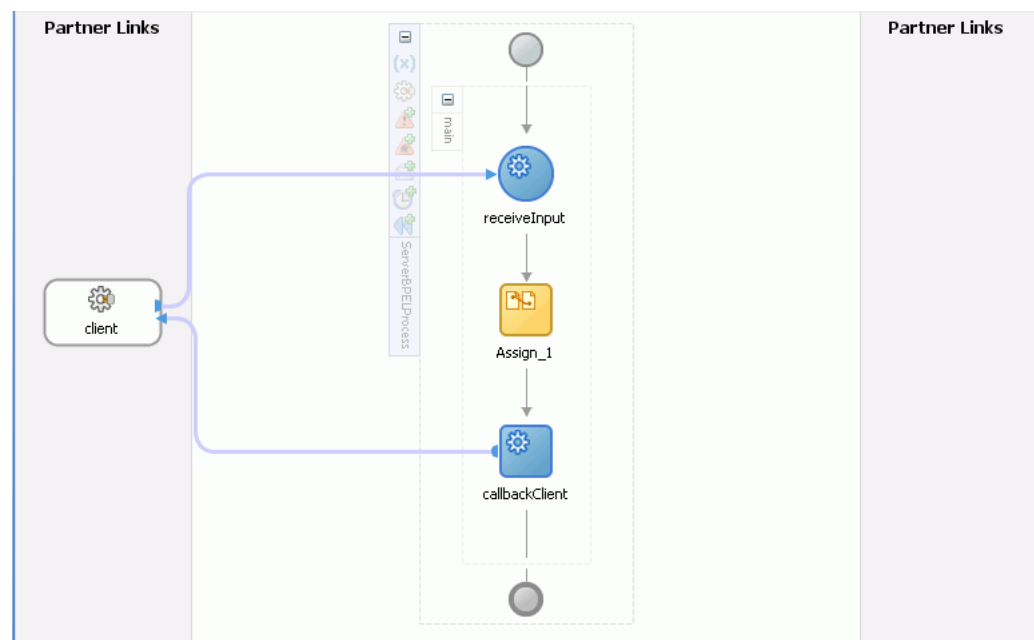 Partner Links
Partner Links
(x)
main
receiveInput
ServerBPELProcess
client
Assign_1
callbackClient